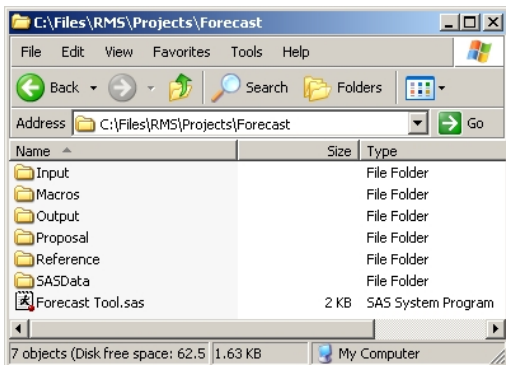 C:\Files\RMS\Projects\Forecast
File Edit View Favorites Tools Help
Back Search Folders
Address C:\Files\RMS\Projects\Forecast Go
Name Size Type
Input File Folder
Macros File Folder
Output File Folder
Proposal File Folder
Reference File Folder
SASData File Folder
Forecast Tool.sas 2 KB SAS System Program
7 objects (Disk free space: 62.5 1.63 KB My Computer